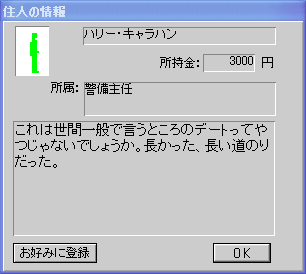 住人の情報
ハリー・キャラハン
所持金: 3000 円
所属: 警備主任
これは世間一般で言うところのデートってや
つじゃないでしょうか。長かった、長い道のり
だった。
お好みに登録
OK